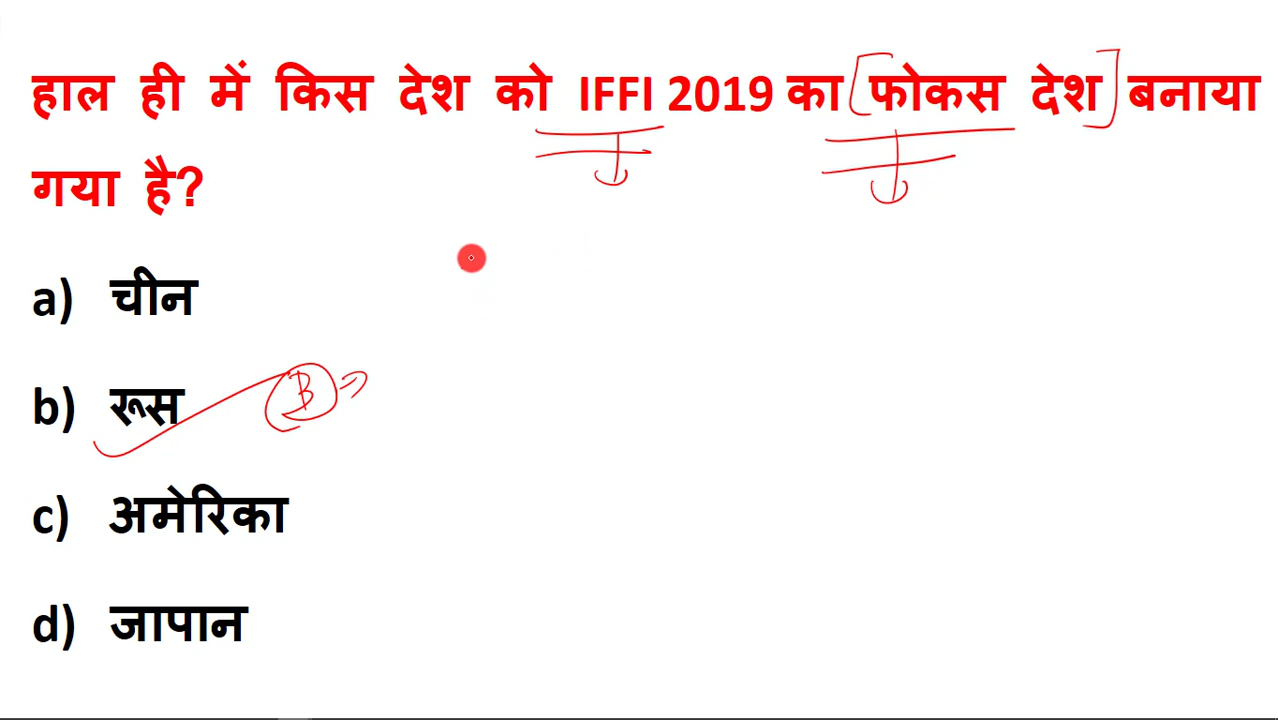 हाल ही में किस देश को IFFI 2019 का [फोकस देश] बनाया
गया है?
a) चीन
b) रूस B ⇒
c) अमेरिका
d) जापान